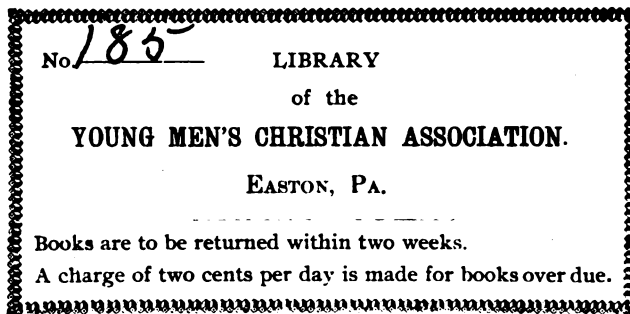 No. 185
LIBRARY
of the
YOUNG MEN'S CHRISTIAN ASSOCIATION.
EASTON, PA.
Books are to be returned within two weeks.
A charge of two cents per day is made for books over due.